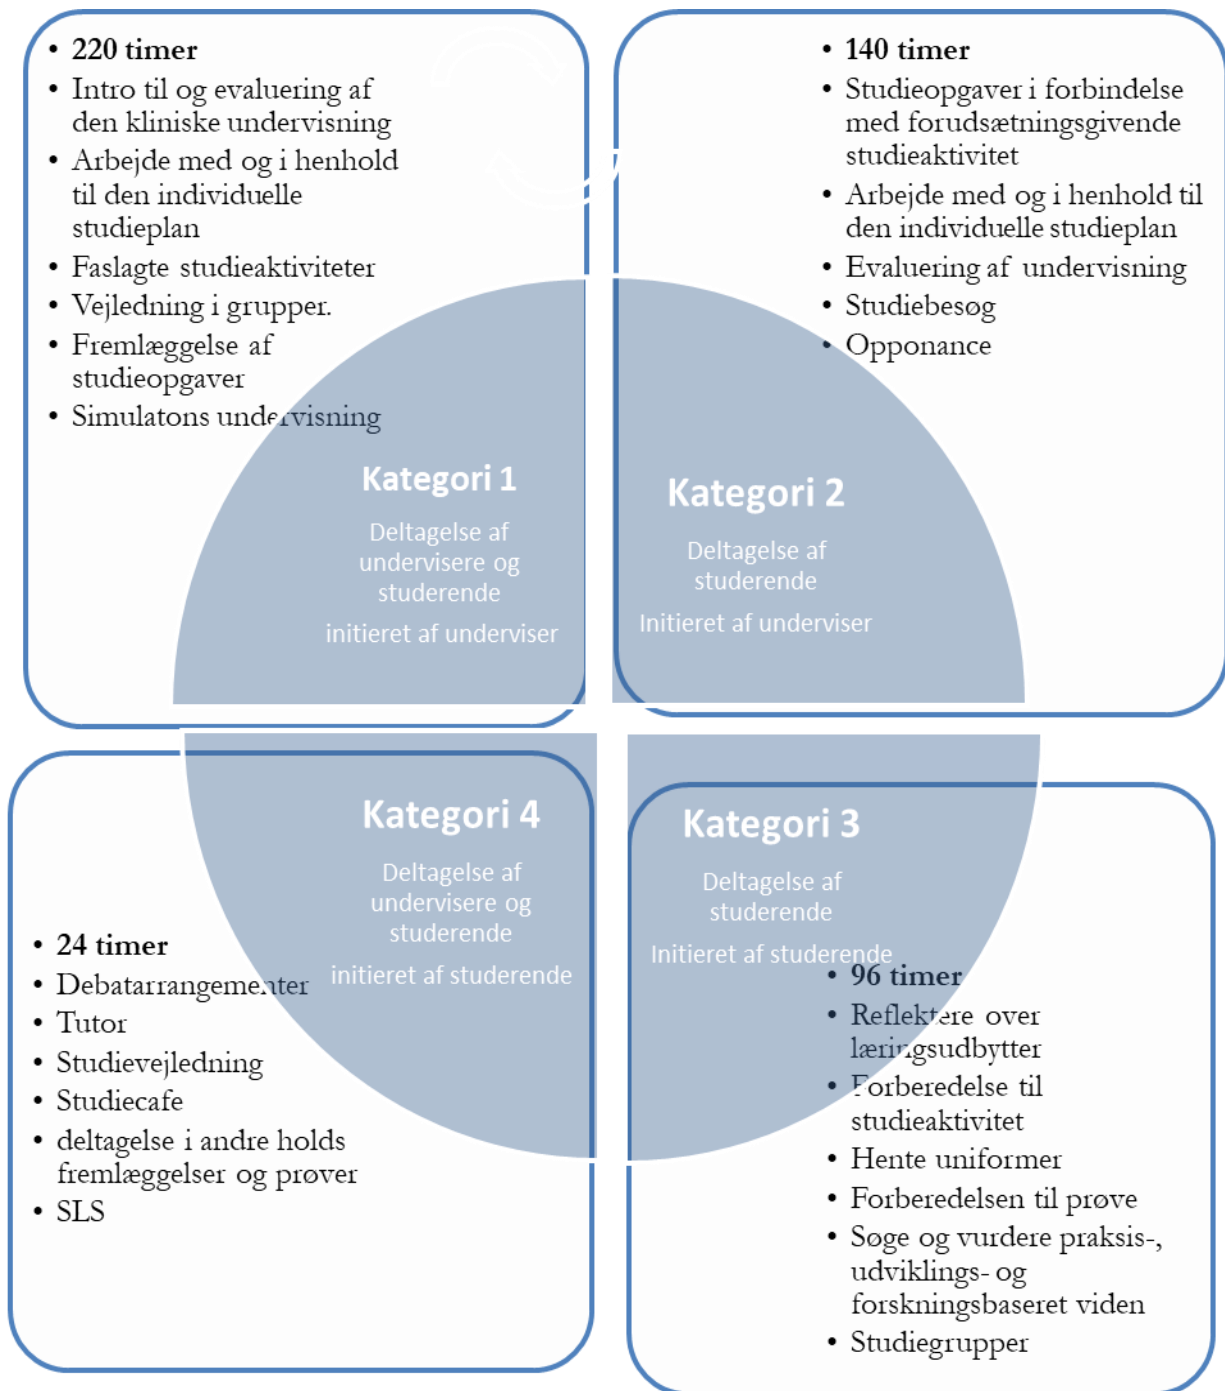 • 220 timer
• Intro til og evaluering af
den kliniske undervisning
• Arbejde med og i henhold
til den individuelle
studieplan
• Faslagte studieaktiviteter
• Vejledning i grupper.
• Fremlæggelse af
studieopgaver
• Simulatons undervisning
Kategori 1
Deltagelse af
undervisere og
studerende
initieret af underviser
• 140 timer
• Studieopgaver i forbindelse
med forudsætningsgivende
studieaktivitet
• Arbejde med og i henhold til
den individuelle studieplan
• Evaluering af undervisning
• Studiebesøg
• Opponance
Kategori 2
Deltagelse af
studerende
Initieret af underviser
Kategori 4
Deltagelse af
undervisere og
studerende
initieret af studerende
• 24 timer
• Debatarrangementer
• Tutor
• Studievejledning
• Studiecafe
• deltagelse i andre holds
fremlæggelser og prøver
• SLS
Kategori 3
Deltagelse af
studerende
Initieret af studerende
• 96 timer
• Reflektere over
læringsudbytter
• Forberedelse til
studieaktivitet
• Hente uniformer
• Forberedelsen til prøve
• Søge og vurdere praksis-,
udviklings- og
forskningsbaseret viden
• Studiegrupper